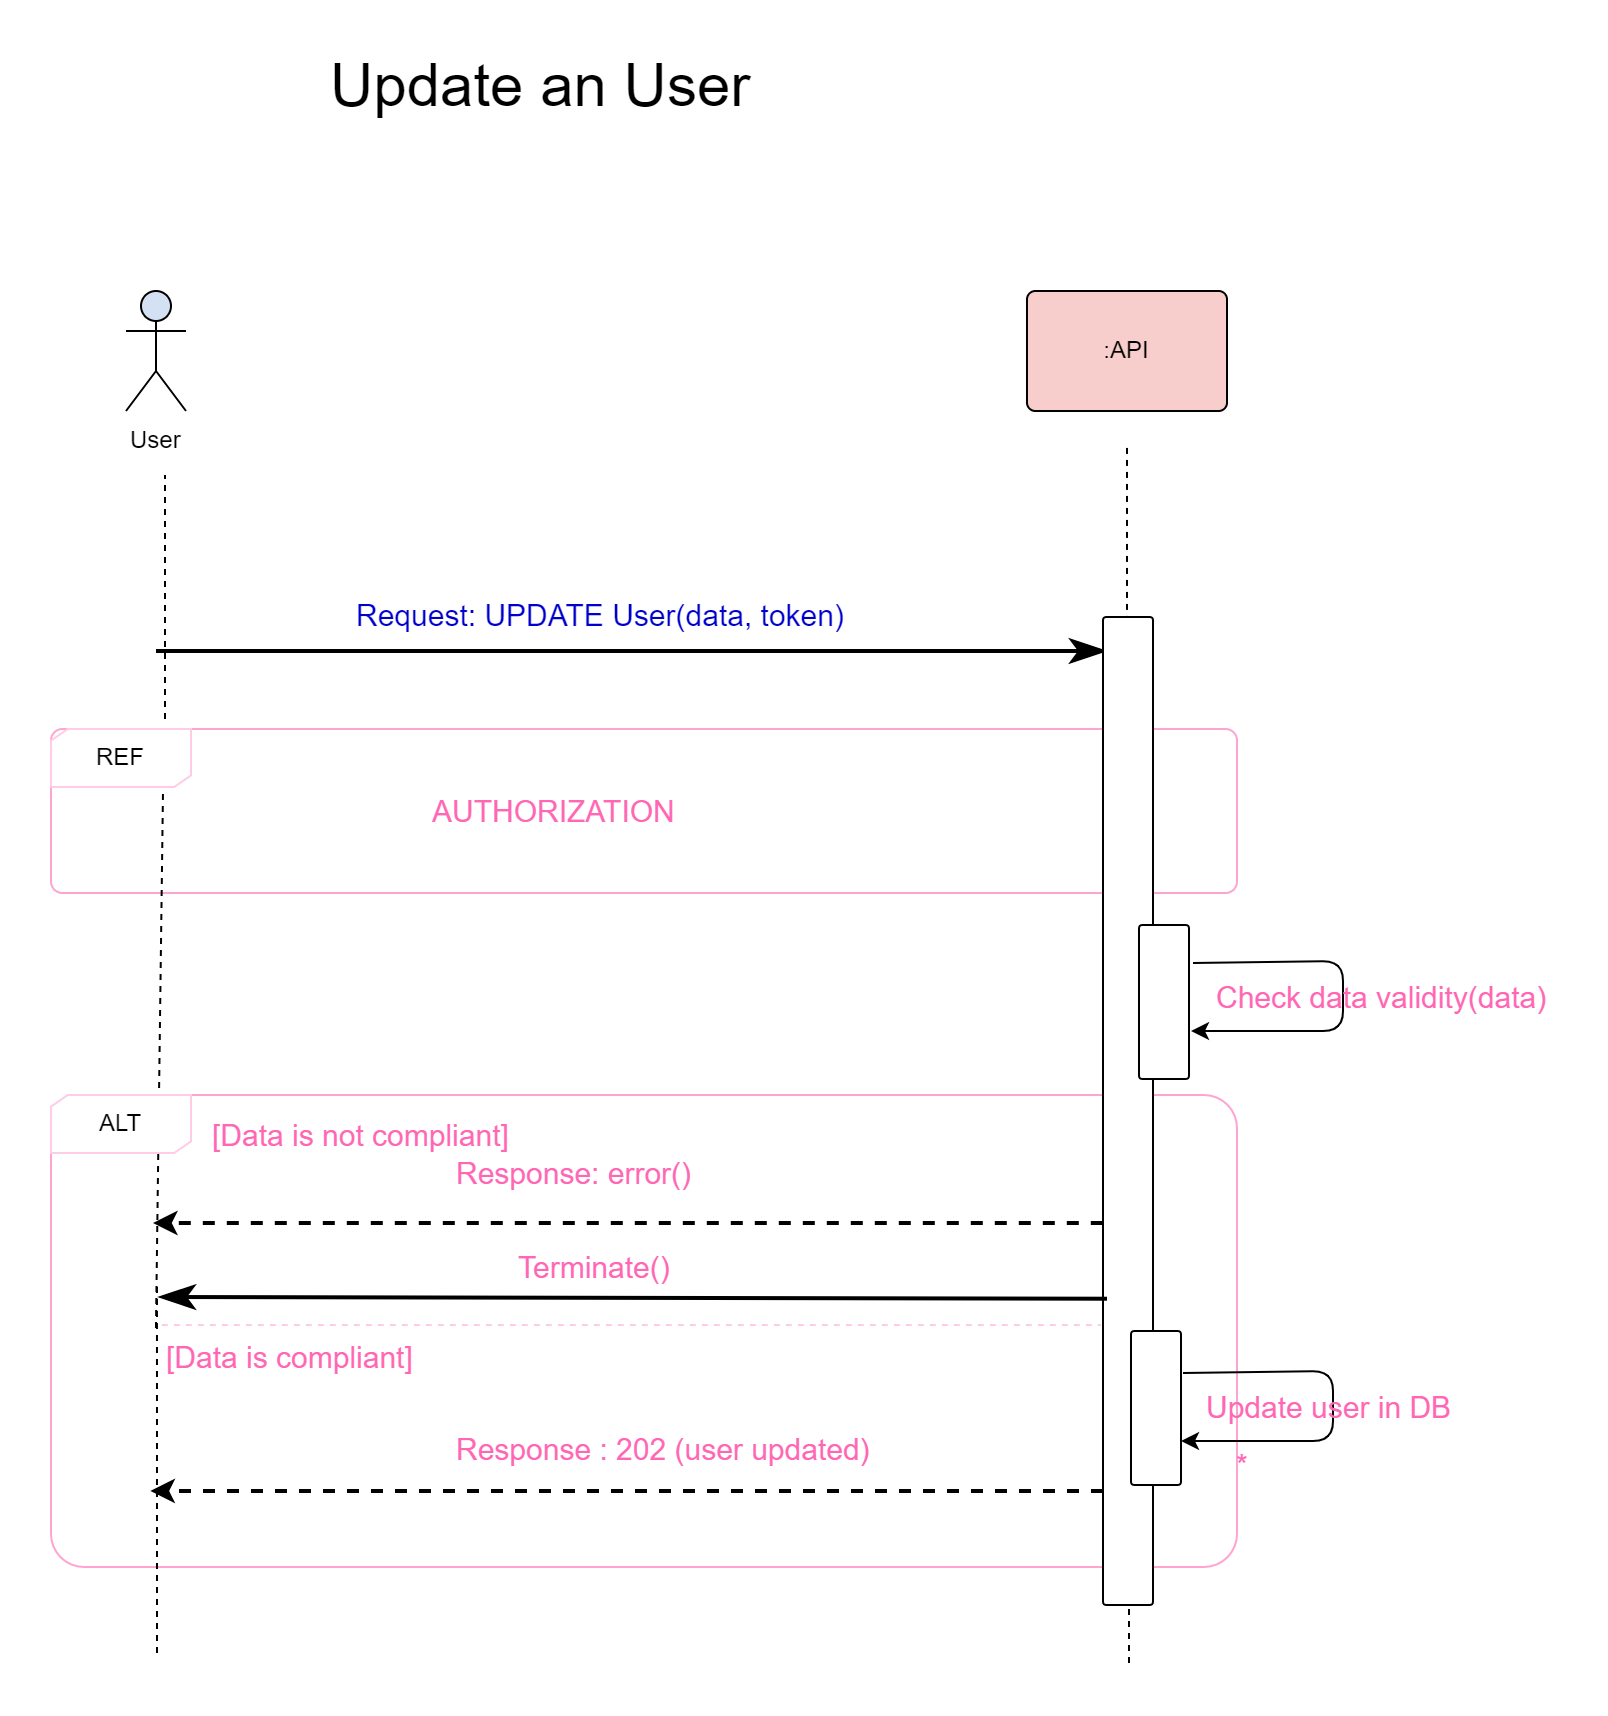 Update an User
User
:API
Request: UPDATE User(data, token)
REF
AUTHORIZATION
Check data validity(data)
ALT
[Data is not compliant]
Response: error()
Terminate()
[Data is compliant]
Update user in DB
Response : 202 (user updated)
*